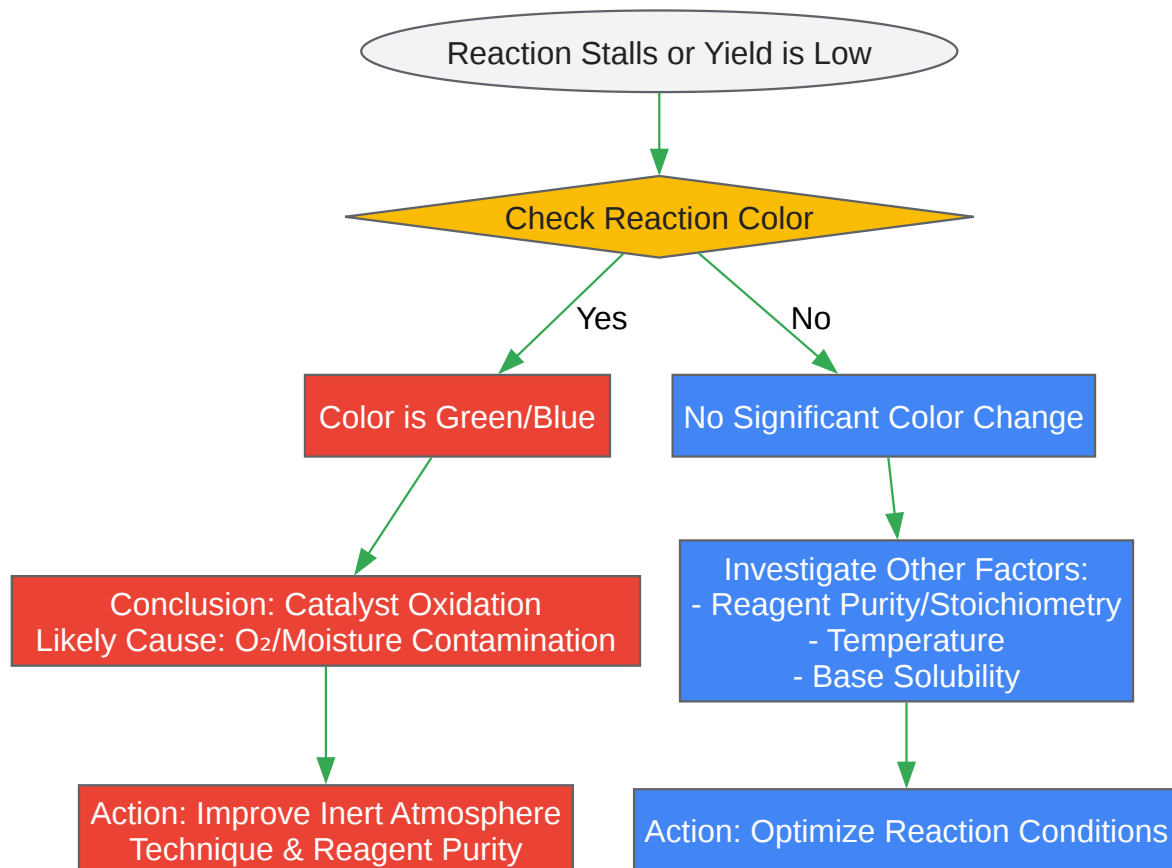 Reaction Stalls or Yield is Low
Check Reaction Color
Yes
No
Color is Green/Blue
No Significant Color Change
Conclusion: Catalyst Oxidation
Likely Cause: O₂/Moisture Contamination
Investigate Other Factors:
- Reagent Purity/Stoichiometry
- Temperature
- Base Solubility
Action: Improve Inert Atmosphere
Technique & Reagent Purity
Action: Optimize Reaction Conditions